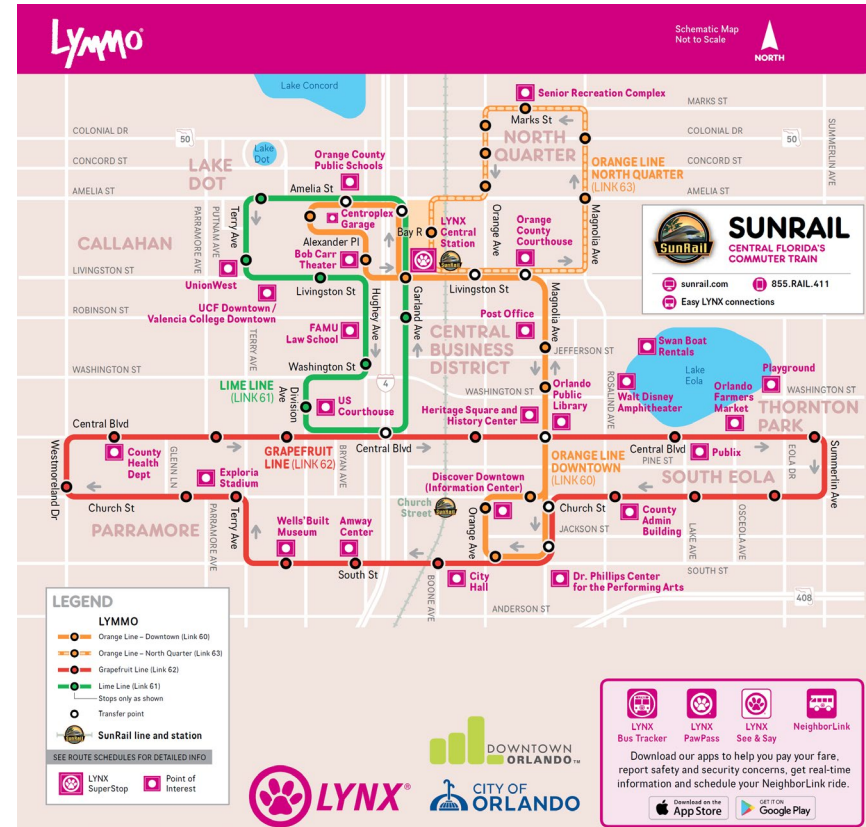 LYMMO®
Schematic Map
Not to Scale
NORTH
Lake Concord
Senior Recreation Complex
MARKS ST
Marks St
COLONIAL DR
50
NORTH
QUARTER
COLONIAL DR
50
SUMMERLIN AVE
Lake
Dot
CONCORD ST
LAKE
DOT
Orange County
Public Schools
ORANGE LINE
NORTH QUARTER
(LINK 63)
CONCORD ST
AMELIA ST
Amelia St
AMELIA ST
Terry Ave
PUTNAM AVE
PARRAMORE AVE
Centroplex
Garage
LYNX
Central
Station
Bay R
Orange Ave
Orange
County
Courthouse
Magnolia Ave
CALLAHAN
Alexander Pl
Bob Carr
Theater
SunRail
SunRail
SUNRAIL
CENTRAL FLORIDA'S
COMMUTER TRAIN
sunrail.com
855.RAIL.411
Easy LYNX connections
LIVINGSTON ST
UnionWest
Livingston St
Livingston St
UCF Downtown /
Valencia College Downtown
Hughey Ave
Garland Ave
Magnolia Ave
ROBINSON ST
TERRY AVE
FAMU
Law School
Post Office
CENTRAL
BUSINESS
DISTRICT
JEFFERSON ST
Swan Boat
Rentals
Lake
Eola
Playground
WASHINGTON ST
Washington St
4
WASHINGTON ST
WASHINGTON ST
ROSALIND AVE
Walt Disney
Amphitheater
Orlando
Farmers
Market
THORNTON
PARK
LIME LINE
(LINK 61)
Division
Ave
US
Courthouse
Orlando
Public
Library
Heritage Square and
History Center
Central Blvd
Central Blvd
Central Blvd
PINE ST
Westmoreland Dr
County
Health
Dept
GLENN LN
GRAPEFRUIT
LINE (LINK 62)
BRYAN AVE
ORANGE LINE
DOWNTOWN
(LINK 60)
Publix
EOLA DR
Summerlin Ave
Exploria
Stadium
Discover Downtown
(Information Center)
SOUTH EOLA
Church St
PARRAMORE
PARRAMORE AVE
Terry Ave
Church
Street
SunRail
Orange Ave
Church St
JACKSON ST
County
Admin
Building
LAKE AVE
OSCEOLA AVE
Wells'Built
Museum
Amway
Center
South St
BOONE AVE
City
Hall
Dr. Phillips Center
for the Performing Arts
SOUTH ST
ANDERSON ST
408
LEGEND
LYMMO
Orange Line – Downtown (Link 60)
Orange Line – North Quarter (Link 63)
Grapefruit Line (Link 62)
Lime Line (Link 61)
Stops only as shown
Transfer point
SunRail line and station
SEE ROUTE SCHEDULES FOR DETAILED INFO
LYNX
SuperStop
Point of
Interest
LYNX®
DOWNTOWN
ORLANDO™
CITY OF
ORLANDO
LYNX
Bus Tracker
LYNX
PawPass
LYNX
See & Say
NeighborLink
Download our apps to help you pay your fare,
report safety and security concerns, get real-time
information and schedule your NeighborLink ride.
Download on the
App Store
GET IT ON
Google Play